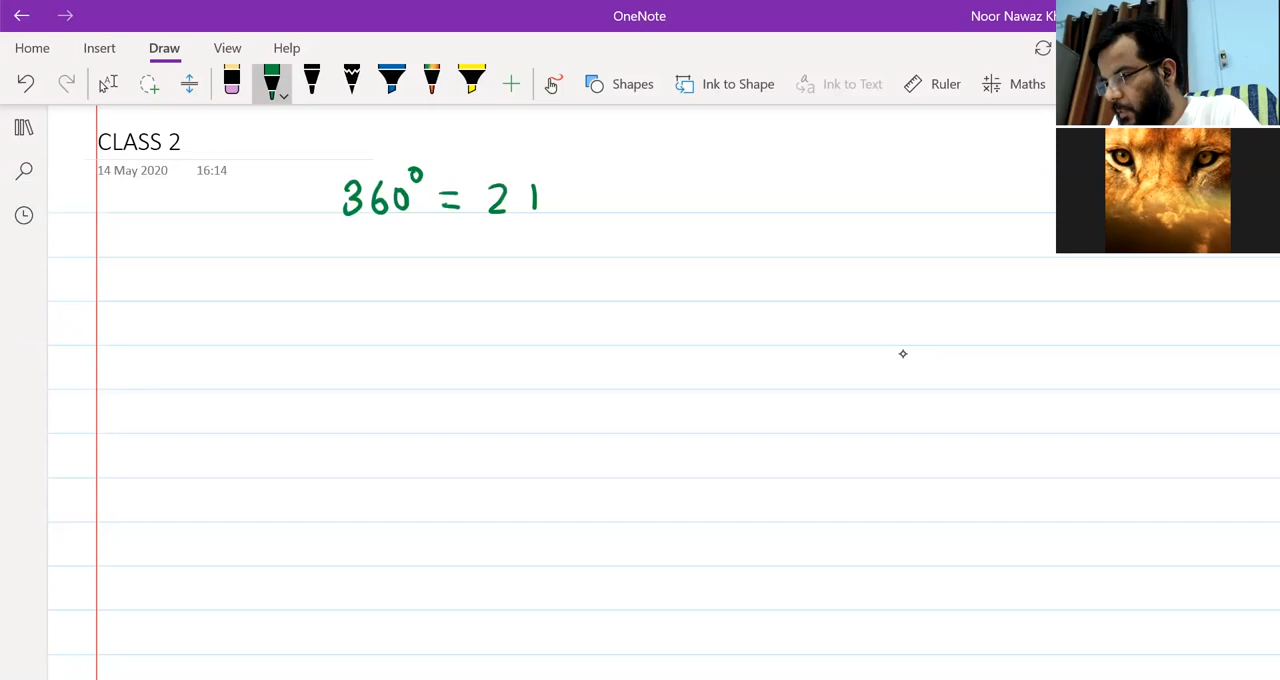 OneNote
Noor Nawaz Kh
Home Insert Draw View Help
Shapes Ink to Shape Ink to Text Ruler Maths
CLASS 2
14 May 2020 16:14
360° = 2 I